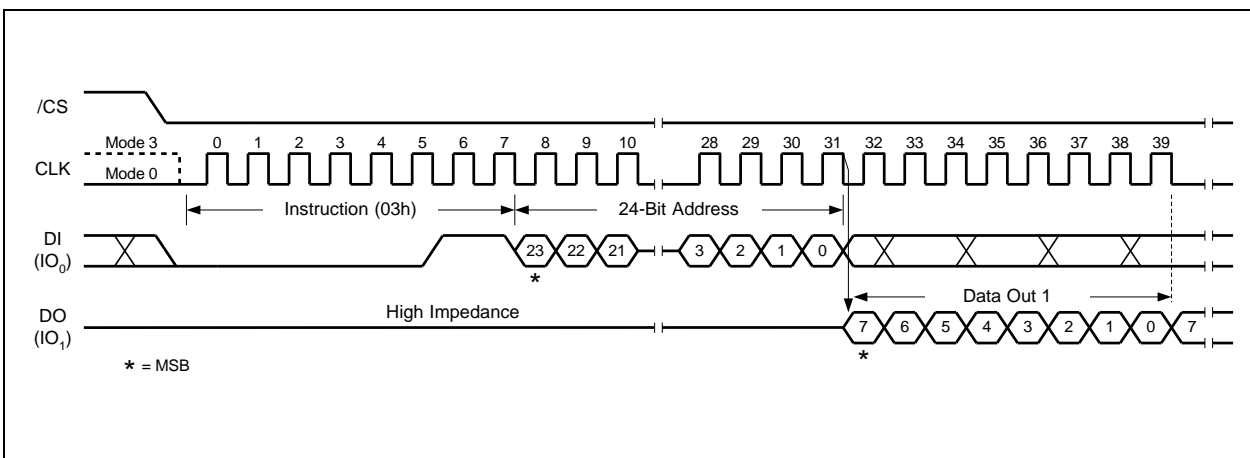 /CS
Mode 3
0 1 2 3 4 5 6 7 8 9 10 28 29 30 31 32 33 34 35 36 37 38 39
CLK
Mode 0
Instruction (03h) 24-Bit Address
DI
(IO0)
23 22 21 3 2 1 0
*
Data Out 1
High Impedance
DO
(IO1)
7 6 5 4 3 2 1 0 7
*
* = MSB